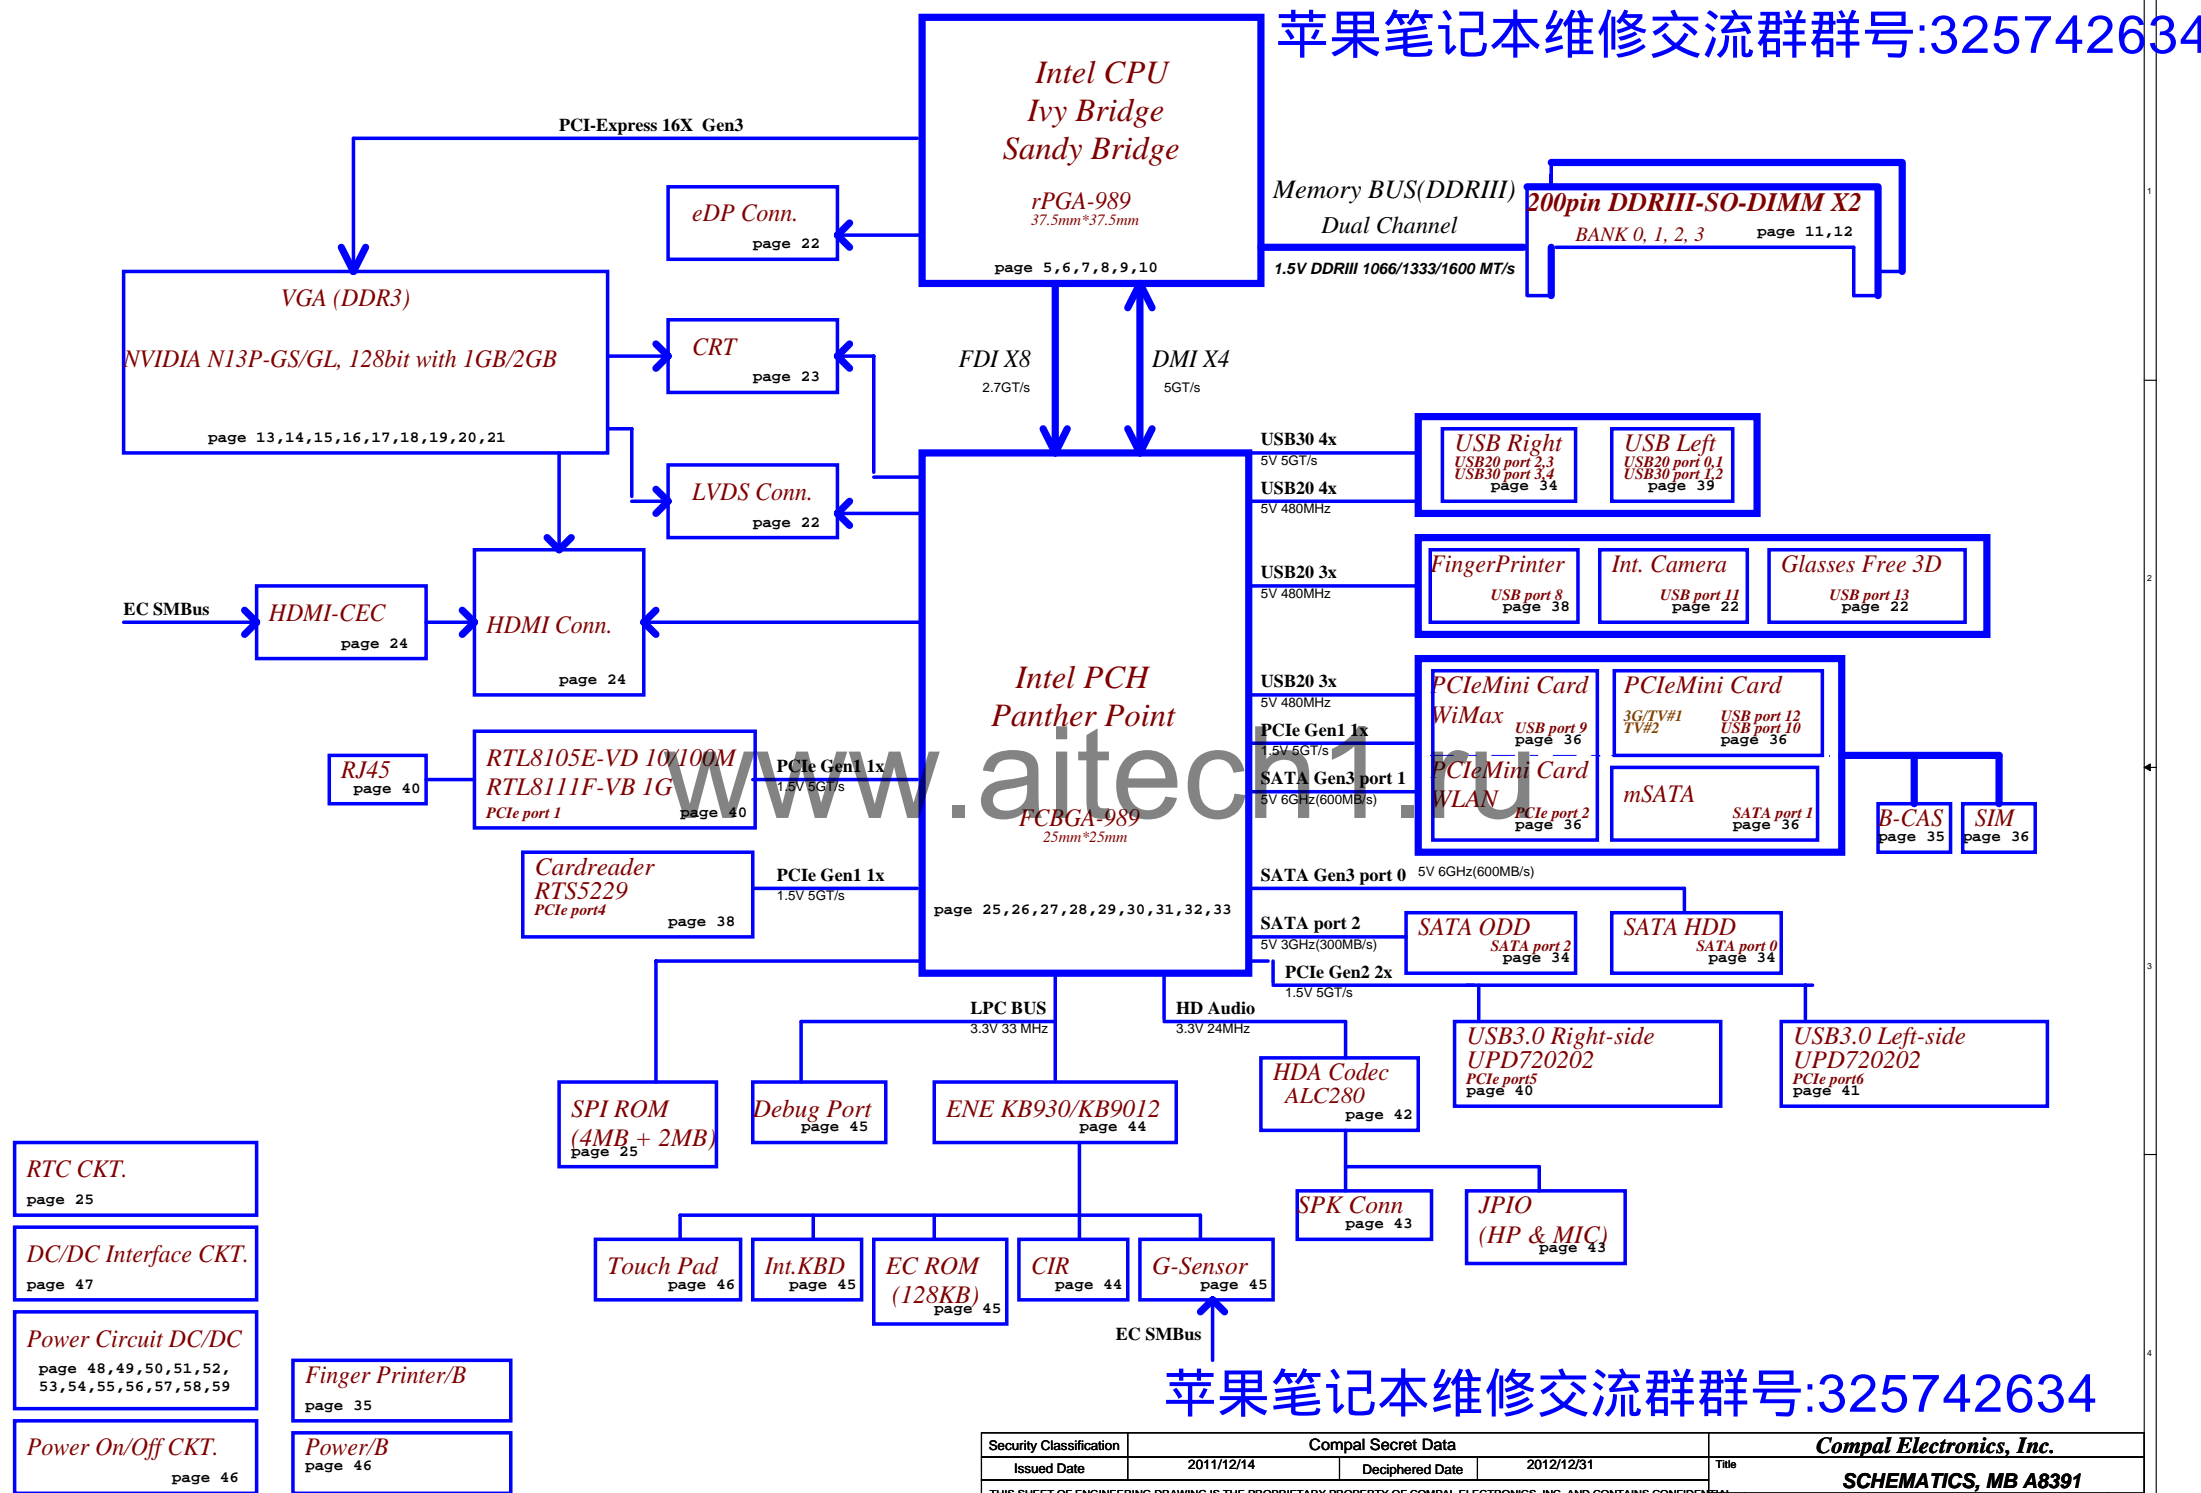 苹果笔记本维修交流群群号:325742634
Intel CPU
Ivy Bridge
Sandy Bridge
rPGA-989
37.5mm*37.5mm
page 5,6,7,8,9,10
PCI-Express 16X Gen3
eDP Conn.
page 22
Memory BUS(DDRIII)
Dual Channel
1.5V DDRIII 1066/1333/1600 MT/s
200pin DDRIII-SO-DIMM X2
BANK 0, 1, 2, 3
page 11,12
1
VGA (DDR3)
NVIDIA N13P-GS/GL, 128bit with 1GB/2GB
page 13,14,15,16,17,18,19,20,21
CRT
page 23
FDI X8
2.7GT/s
DMI X4
5GT/s
LVDS Conn.
page 22
USB30 4x
5V 5GT/s
USB20 4x
5V 480MHz
USB Right
USB20 port 2,3
USB30 port 3,4
page 34
USB Left
USB20 port 0,1
USB30 port 1,2
page 39
USB20 3x
5V 480MHz
FingerPrinter
USB port 8
page 38
Int. Camera
USB port 11
page 22
Glasses Free 3D
USB port 13
page 22
2
EC SMBus
HDMI-CEC
page 24
HDMI Conn.
page 24
Intel PCH
Panther Point
FCBGA-989
25mm*25mm
page 25,26,27,28,29,30,31,32,33
USB20 3x
5V 480MHz
PCIe Gen1 1x
1.5V 5GT/s
SATA Gen3 port 1
5V 6GHz(600MB/s)
PCIeMini Card
WiMax
USB port 9
page 36
PCIeMini Card
3G/TV#1
TV#2
USB port 12
USB port 10
page 36
PCIeMini Card
WLAN
PCIe port 2
page 36
mSATA
SATA port 1
page 36
B-CAS
page 35
SIM
page 36
RJ45
page 40
RTL8105E-VD 10/100M
RTL8111F-VB 1G
PCIe port 1
page 40
PCIe Gen1 1x
1.5V 5GT/s
www.aitech1.ru
Cardreader
RTS5229
PCIe port4
page 38
PCIe Gen1 1x
1.5V 5GT/s
SATA Gen3 port 0
5V 6GHz(600MB/s)
SATA port 2
5V 3GHz(300MB/s)
SATA ODD
SATA port 2
page 34
SATA HDD
SATA port 0
page 34
3
PCIe Gen2 2x
1.5V 5GT/s
LPC BUS
3.3V 33 MHz
HD Audio
3.3V 24MHz
USB3.0 Right-side
UPD720202
PCIe port5
page 40
USB3.0 Left-side
UPD720202
PCIe port6
page 41
SPI ROM
(4MB + 2MB)
page 25
Debug Port
page 45
ENE KB930/KB9012
page 44
HDA Codec
ALC280
page 42
SPK Conn
page 43
JPIO
(HP & MIC)
page 43
Touch Pad
page 46
Int.KBD
page 45
EC ROM
(128KB)
page 45
CIR
page 44
G-Sensor
page 45
EC SMBus
RTC CKT.
page 25
DC/DC Interface CKT.
page 47
Power Circuit DC/DC
page 48,49,50,51,52,
53,54,55,56,57,58,59
Power On/Off CKT.
page 46
Finger Printer/B
page 35
Power/B
page 46
4
苹果笔记本维修交流群群号:325742634
Security Classification
Compal Secret Data
Compal Electronics, Inc.
Issued Date
2011/12/14
Deciphered Date
2012/12/31
Title
SCHEMATICS, MB A8391